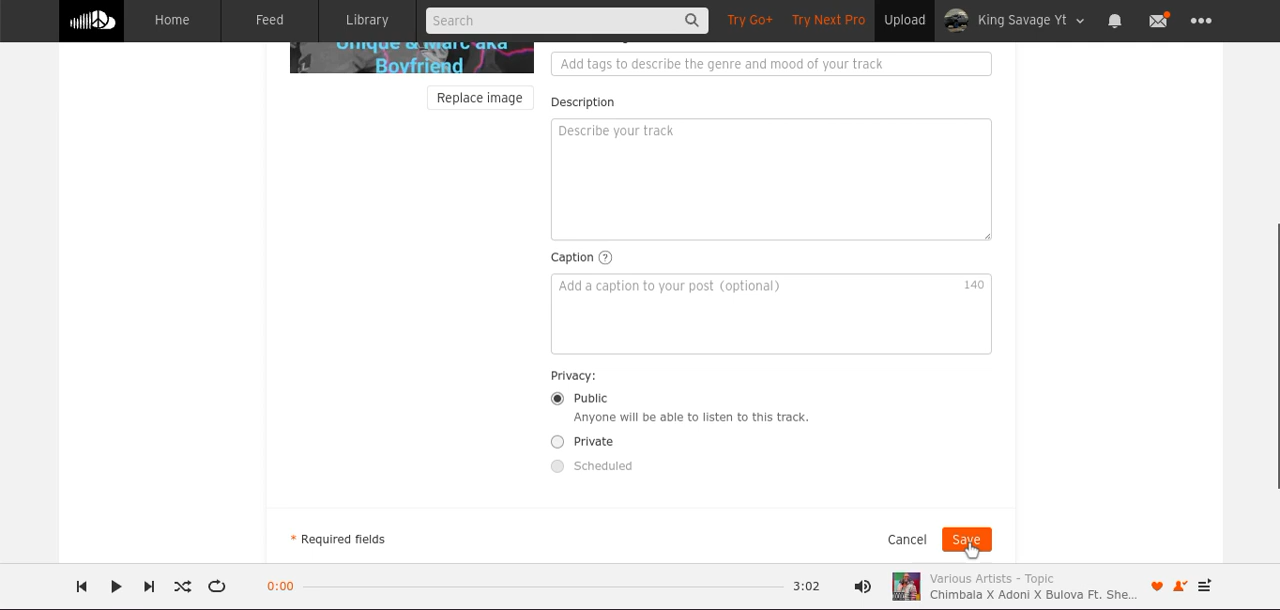 Home
Feed
Library
Search
Try Go+
Try Next Pro
Upload
King Savage Yt
Unique & Marc aka
Boyfriend
Replace image
Add tags to describe the genre and mood of your track
Description
Describe your track
Caption ?
Add a caption to your post (optional)
140
Privacy:
Public
Anyone will be able to listen to this track.
Private
Scheduled
* Required fields
Cancel
Save
0:00
3:02
Various Artists - Topic
Chimbala X Adoni X Bulova Ft. She...